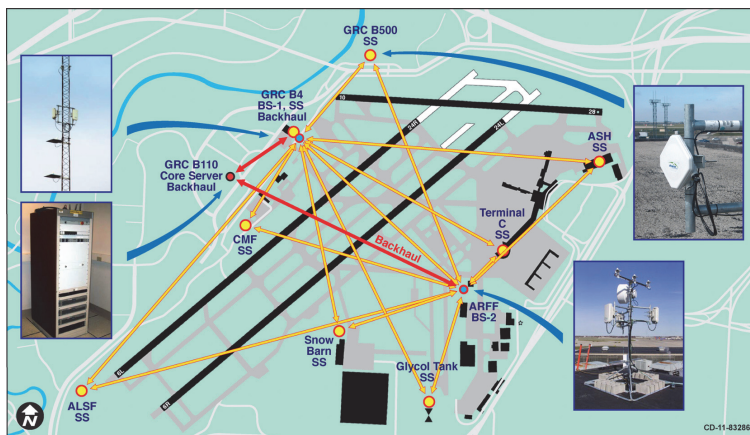 GRC B500
SS
GRC B4
BS-1, SS
Backhaul
10
28
24R
24L
ASH
SS
GRC B110
Core Server
Backhaul
CMF
SS
Terminal
C
SS
Backhaul
ARFF
BS-2
Snow
Barn
SS
Glycol Tank
SS
6L
6R
ALSF
SS
N
CD-11-83286